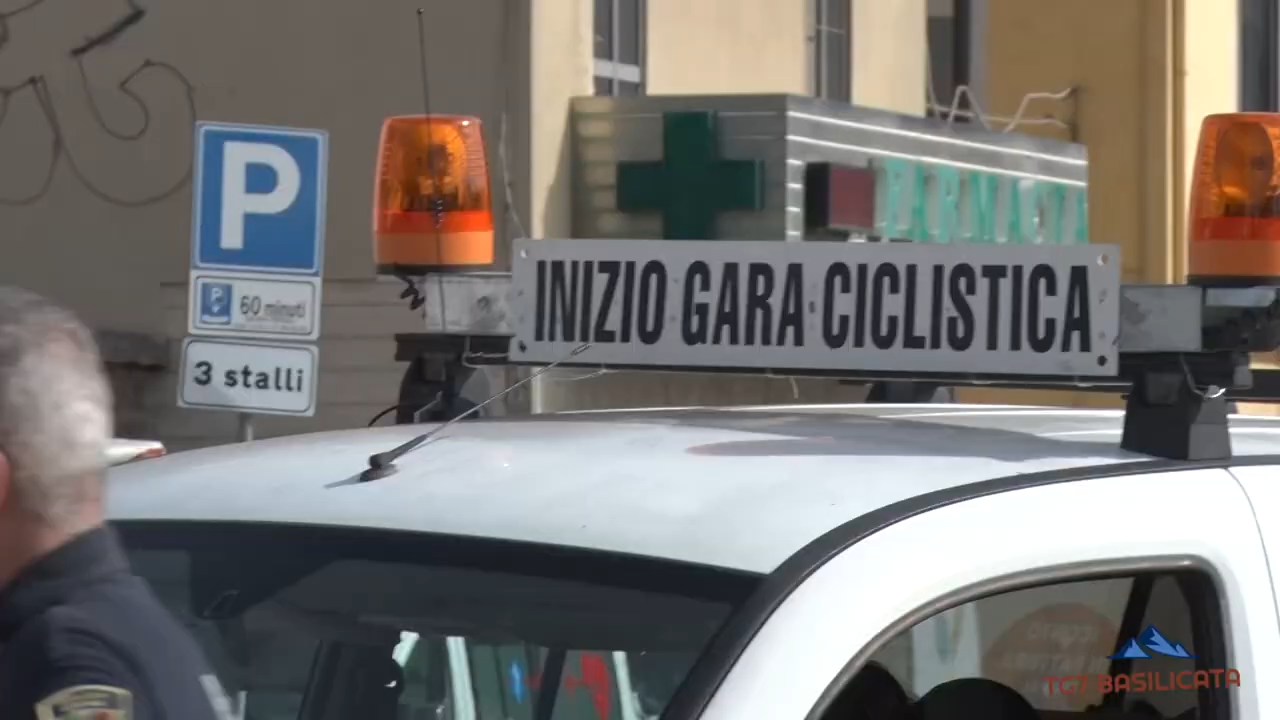 P
P 60 minuti
3 stalli
FARMACIA
INIZIO GARA CICLISTICA
TG7 BASILICATA